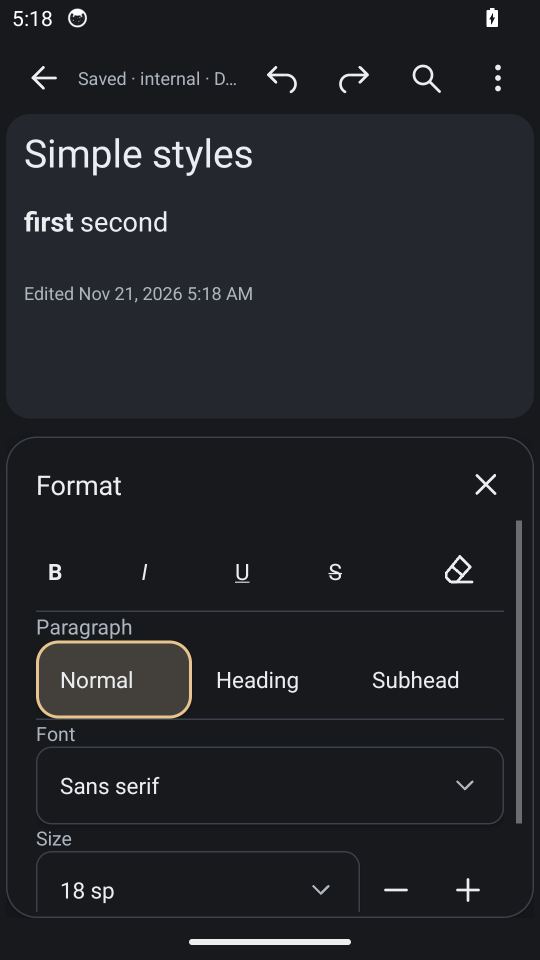 5:18
Saved · internal · D...
Simple styles
first second
Edited Nov 21, 2026 5:18 AM
Format
B I U S
Paragraph
Normal Heading Subhead
Font
Sans serif
Size
18 sp